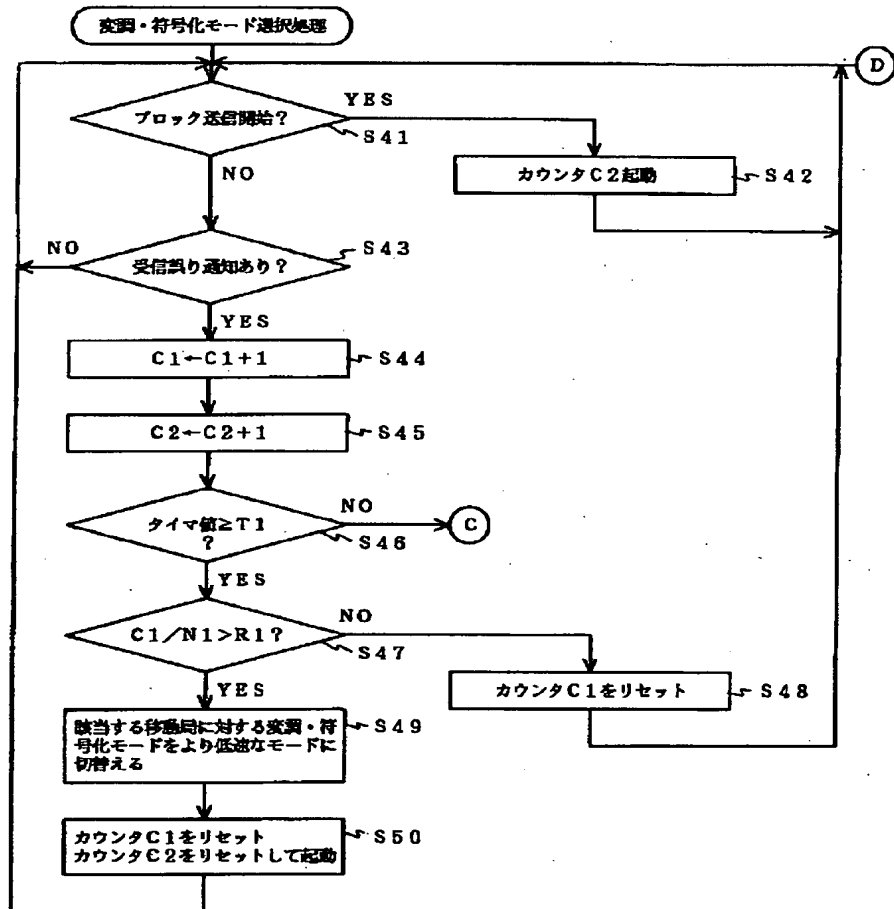 変調・符号化モード選択処理
D
ブロック送信開始?
YES
S41
カウンタC2起動
S42
NO
受信誤り通知あり?
NO
S43
YES
C1←C1+1
S44
C2←C2+1
S45
タイマ値≧T1
?
NO
S46
C
YES
C1/N1>R1?
NO
S47
カウンタC1をリセット
S48
YES
該当する移動局に対する変調・符
号化モードをより低速なモードに
切替える
S49
カウンタC1をリセット
カウンタC2をリセットして起動
S50